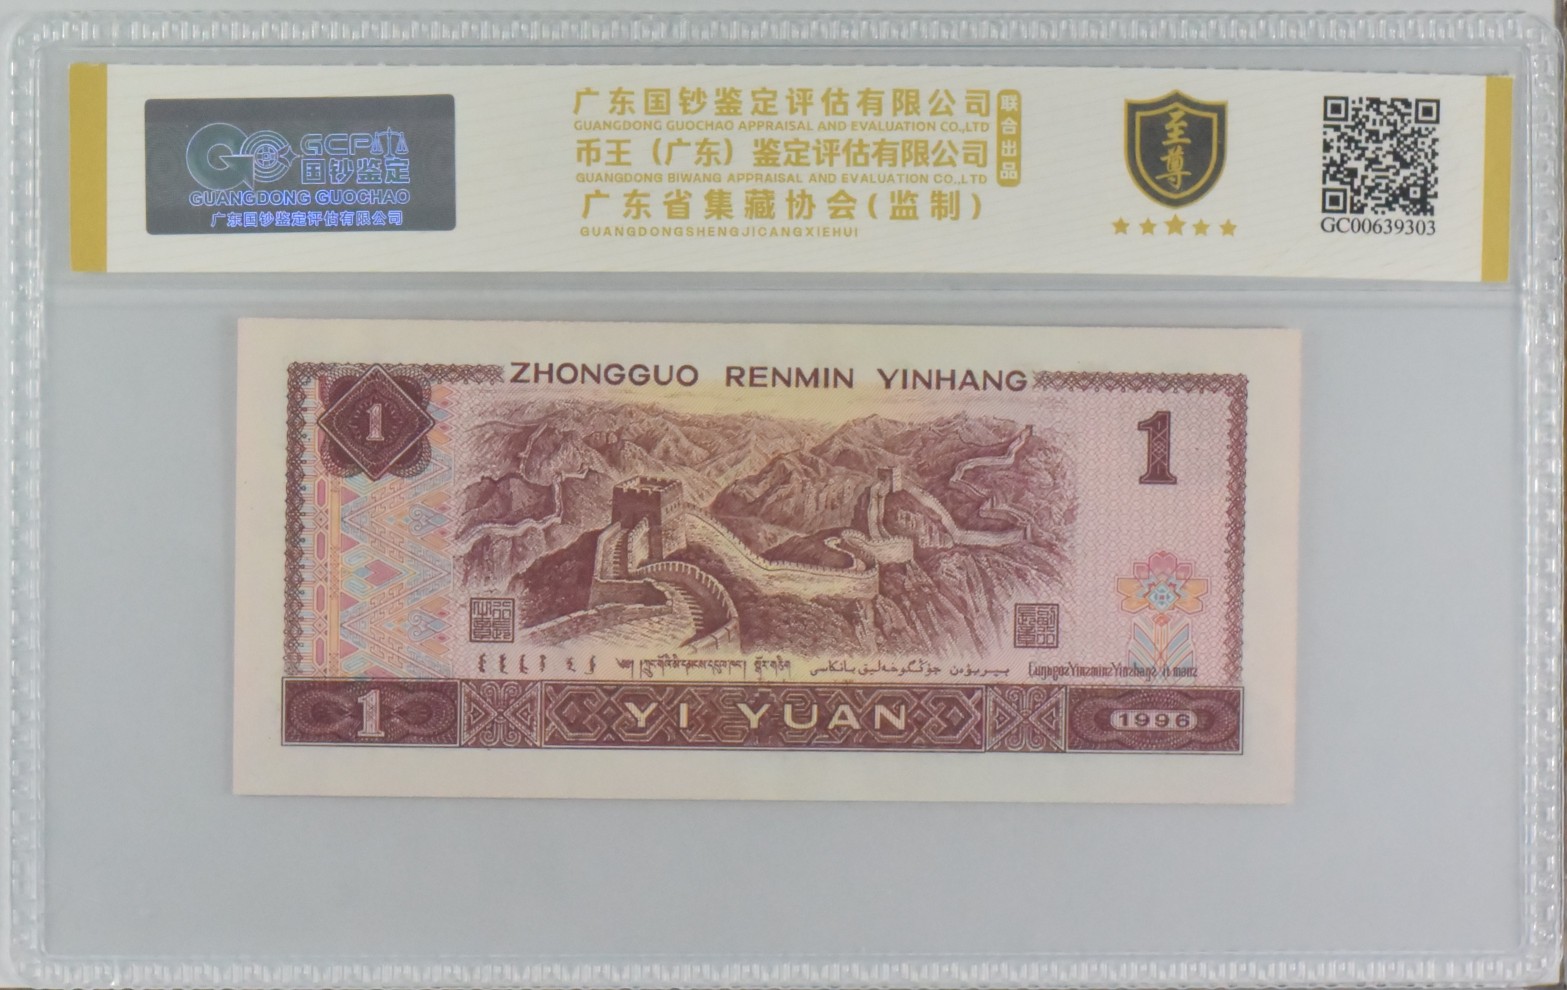 GCPA
国钞鉴定
GUANGDONG GUOCHAO
广东国钞鉴定评估有限公司
广东国钞鉴定评估有限公司
GUANGDONG GUOCHAO APPRAISAL AND EVALUATION CO.,LTD
币王（广东）鉴定评估有限公司
GUANGDONG BIWANG APPRAISAL AND EVALUATION CO.,LTD
联合出品
广东省集藏协会(监制)
GUANGDONGSHENGJICANGXIEHUI
至尊
GC00639303
ZHONGGUO RENMIN YINHANG
1
1
1
YI YUAN
1996